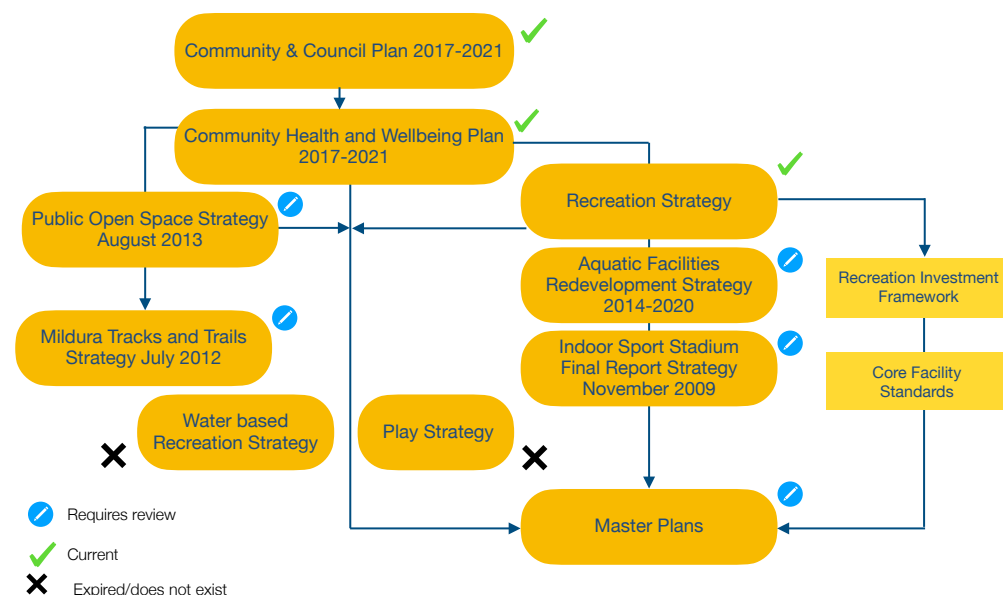 Community & Council Plan 2017-2021
Community Health and Wellbeing Plan
2017-2021
Public Open Space Strategy
August 2013
Recreation Strategy
Aquatic Facilities
Redevelopment Strategy
2014-2020
Recreation Investment
Framework
Mildura Tracks and Trails
Strategy July 2012
Indoor Sport Stadium
Final Report Strategy
November 2009
Core Facility
Standards
Water based
Recreation Strategy
Play Strategy
Master Plans
Requires review
Current
Expired/does not exist